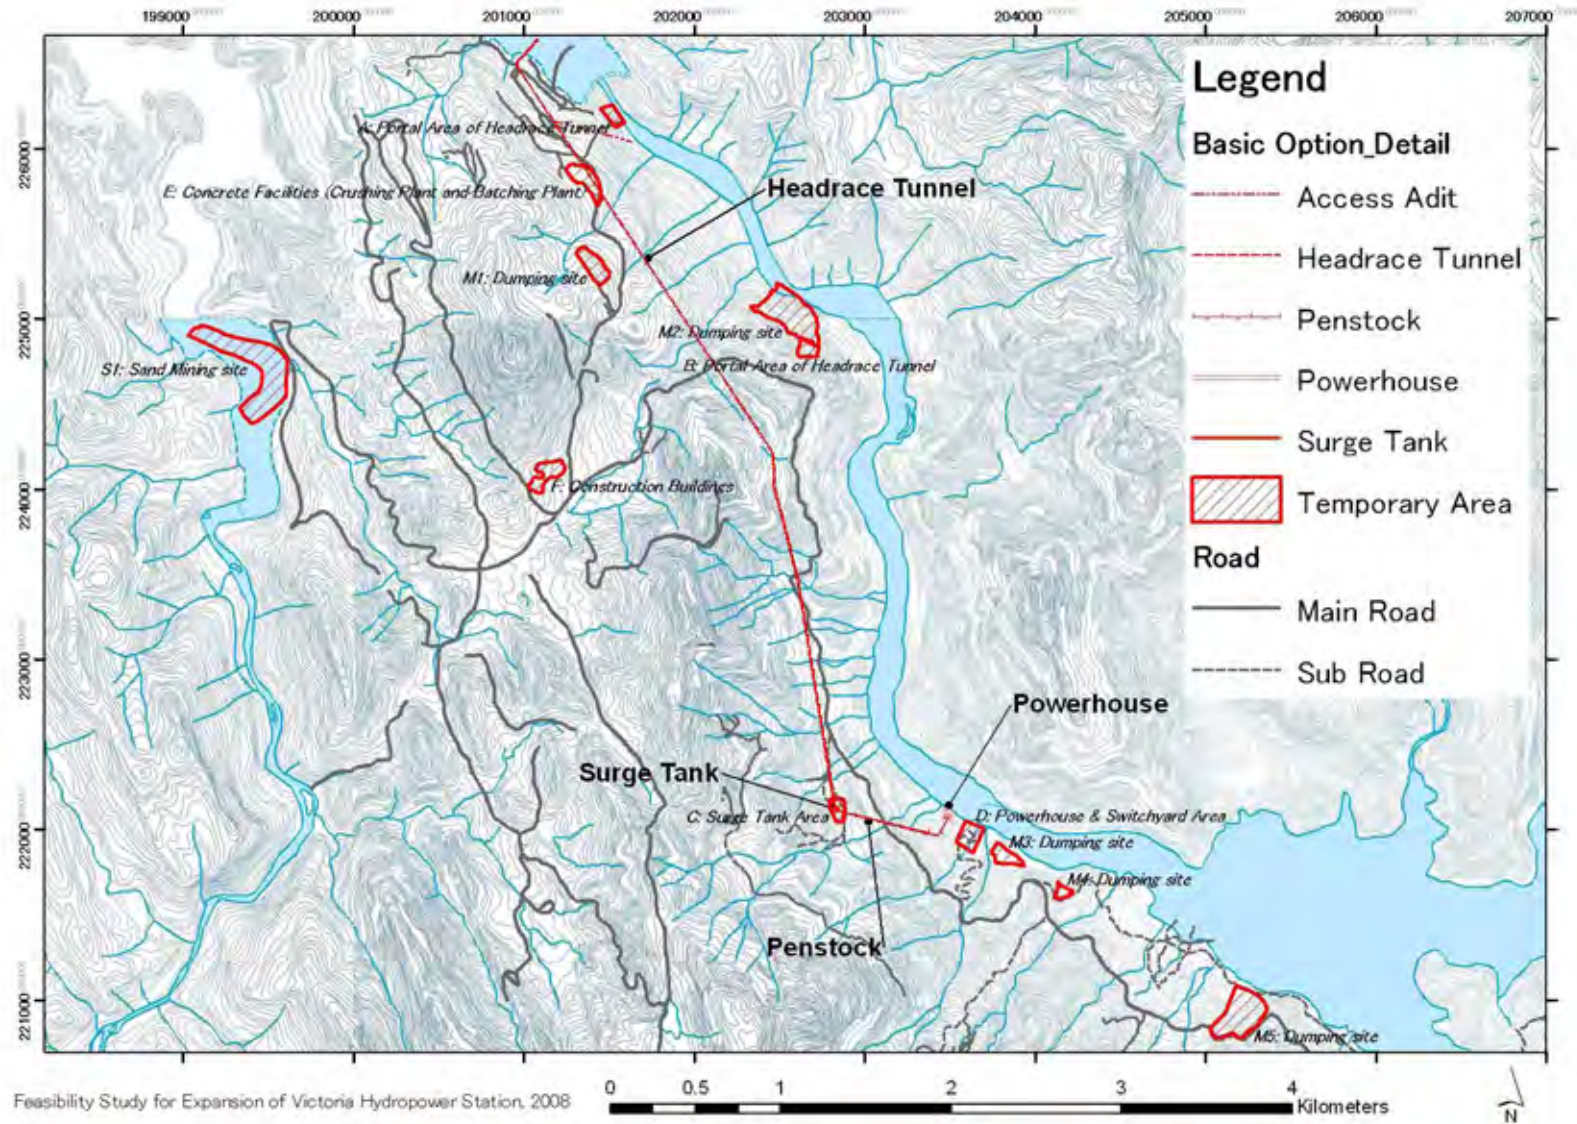 199000 200000 201000 202000 203000 204000 205000 206000 207000
226000
225000
224000
223000
222000
221000
Legend
Basic Option_Detail
Access Adit
Headrace Tunnel
Penstock
Powerhouse
Surge Tank
Temporary Area
Road
Main Road
Sub Road
A: Portal Area of Headrace Tunnel
E: Concrete Facilities (Crushing Plant and Batching Plant)
Headrace Tunnel
M1: Dumping site
M2: Dumping site
B: Portal Area of Headrace Tunnel
S1: Sand Mining site
F: Construction Buildings
Powerhouse
Surge Tank
C: Surge Tank Area
D: Powerhouse & Switchyard Area
M3: Dumping site
M4: Dumping site
Penstock
M5: Dumping site
Feasibility Study for Expansion of Victoria Hydropower Station, 2008
0 0.5 1 2 3 4
Kilometers
N